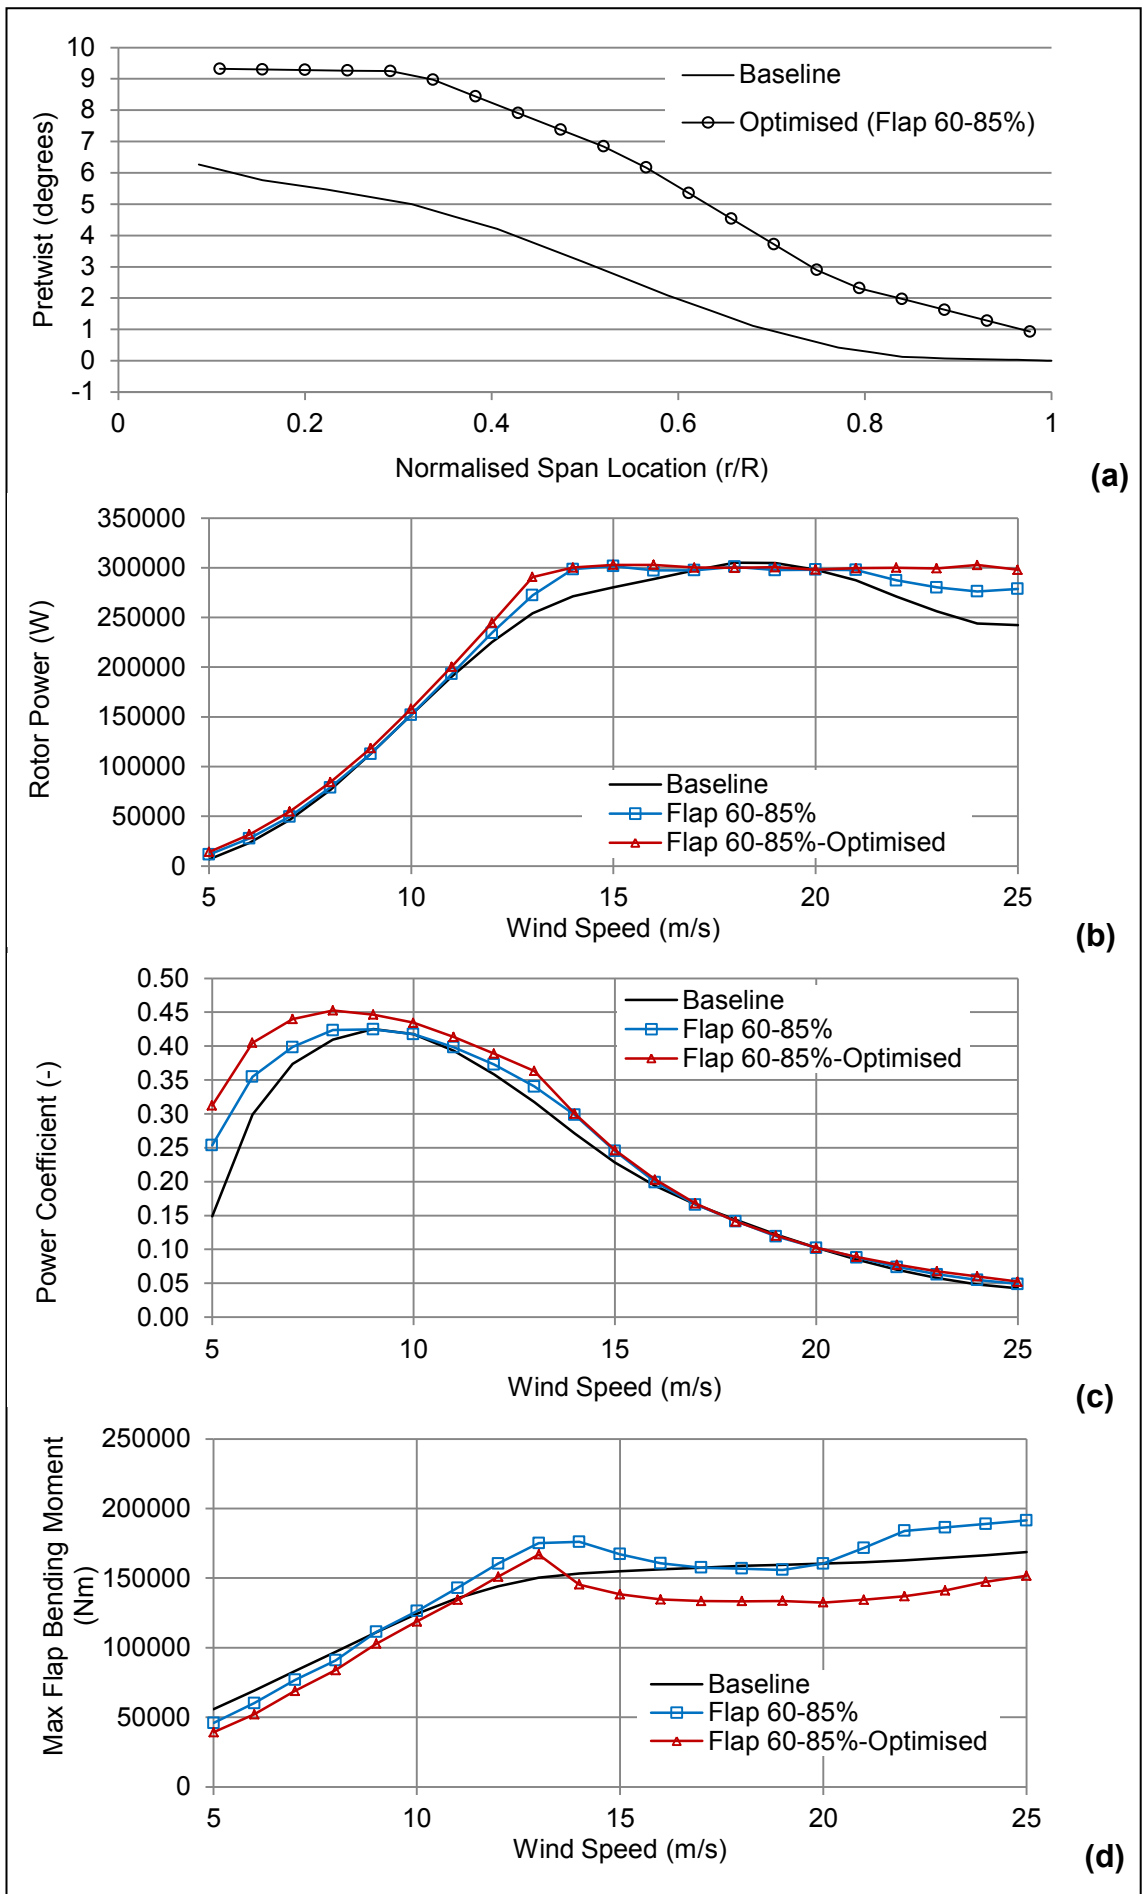 10
9
8
7
6
5
4
3
2
1
0
-1
Pretwist (degrees)
Baseline
Optimised (Flap 60-85%)
0 0.2 0.4 0.6 0.8 1
Normalised Span Location (r/R)
(a)
350000
300000
250000
200000
150000
100000
50000
0
Rotor Power (W)
Baseline
Flap 60-85%
Flap 60-85%-Optimised
5 10 15 20 25
Wind Speed (m/s)
(b)
0.50
0.45
0.40
0.35
0.30
0.25
0.20
0.15
0.10
0.05
0.00
Power Coefficient (-)
Baseline
Flap 60-85%
Flap 60-85%-Optimised
5 10 15 20 25
Wind Speed (m/s)
(c)
250000
200000
150000
100000
50000
0
Max Flap Bending Moment
(Nm)
Baseline
Flap 60-85%
Flap 60-85%-Optimised
5 10 15 20 25
Wind Speed (m/s)
(d)